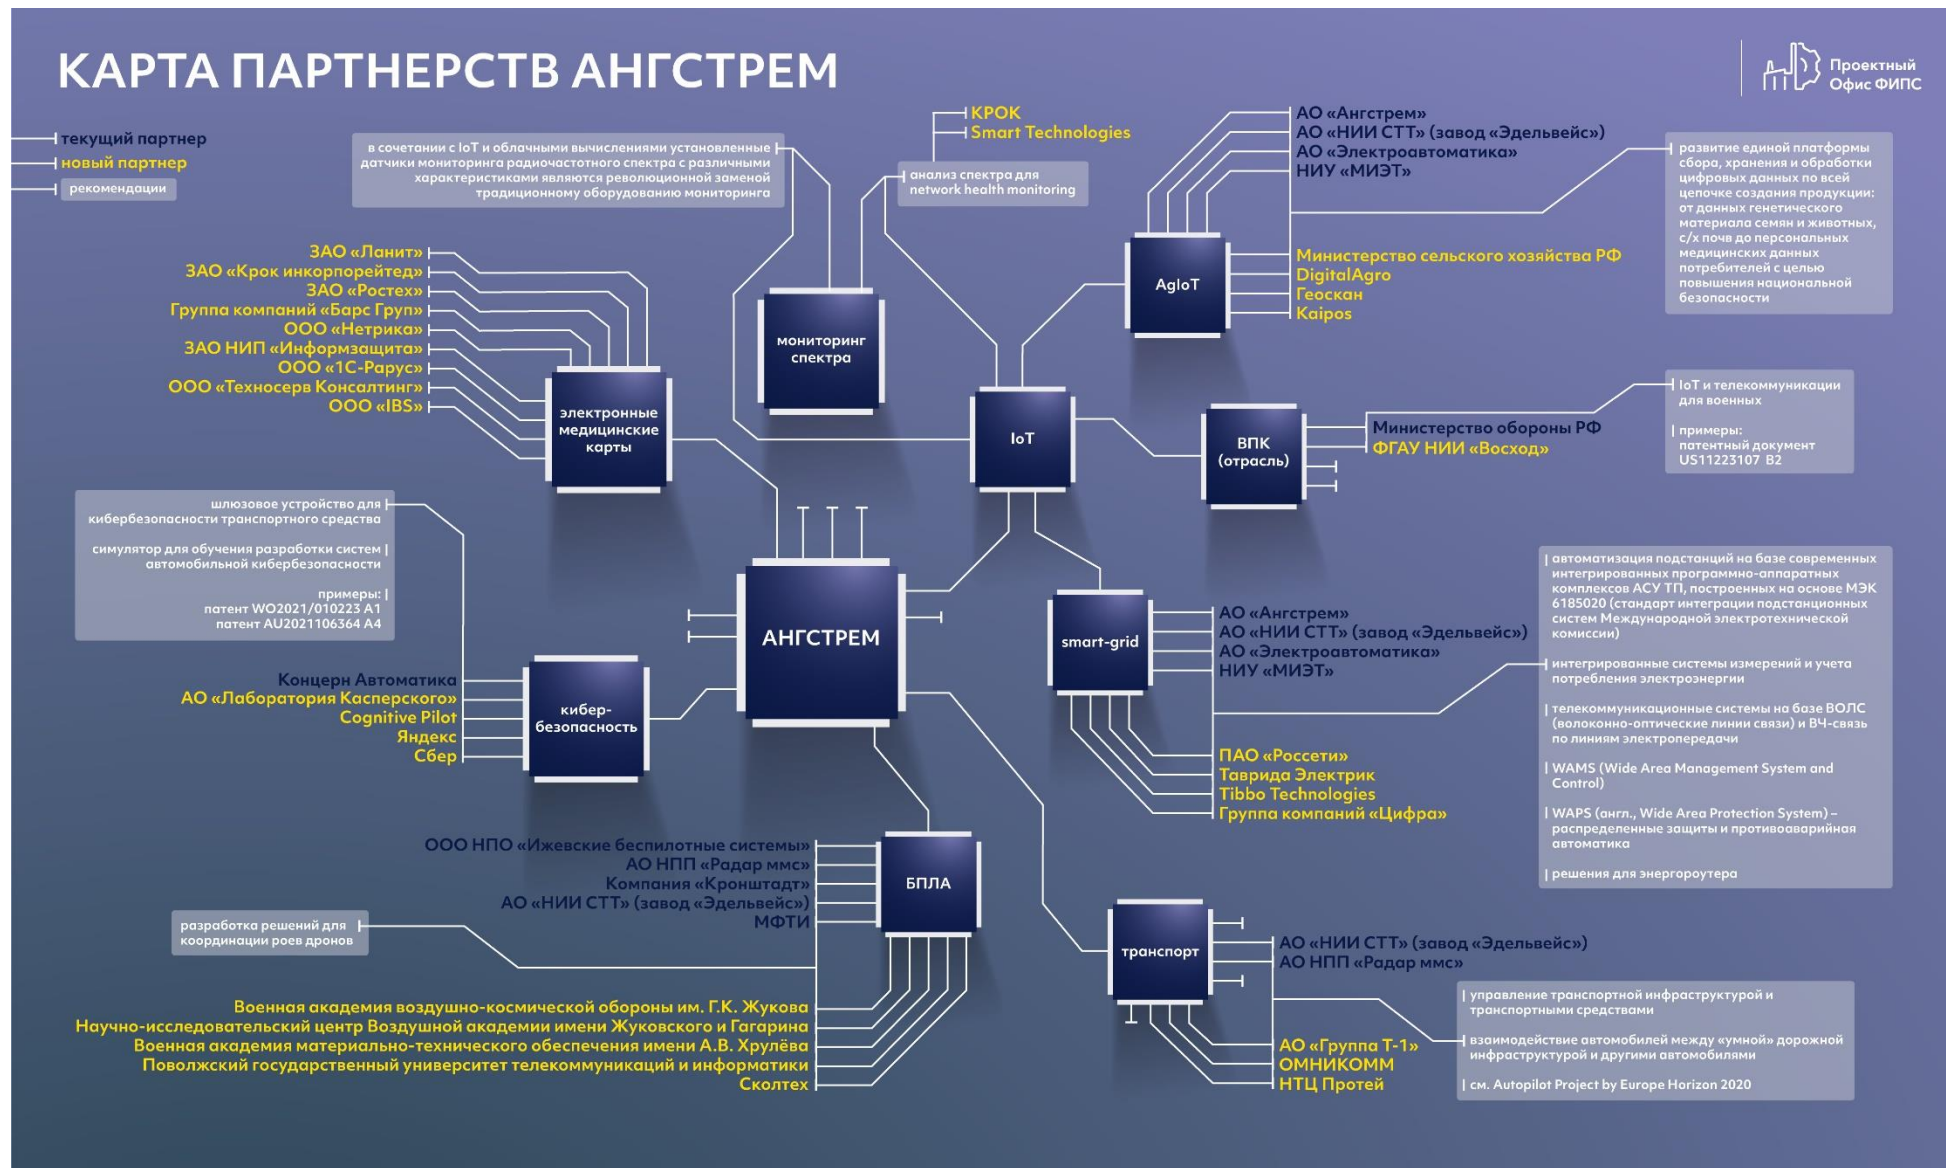 КАРТА ПАРТНЕРСТВ АНГСТРЕМ
Проектный
Офис ФИПС
текущий партнер
новый партнер
рекомендации
в сочетании с IoT и облачными вычислениями установленные
датчики мониторинга радиочастотного спектра с различными
характеристиками являются революционной заменой
традиционному оборудованию мониторинга
КРОК
Smart Technologies
анализ спектра для
network health monitoring
АО «Ангстрем»
АО «НИИ СТТ» (завод «Эдельвейс»)
АО «Электроавтоматика»
НИУ «МИЭТ»
развитие единой платформы
сбора, хранения и обработки
цифровых данных по всей
цепочке создания продукции:
от данных генетического
материала семян и животных,
с/х почв до персональных
медицинских данных
потребителей с целью
повышения национальной
безопасности
AgIoT
Министерство сельского хозяйства РФ
DigitalAgro
Геоскан
Kaipos
ЗАО «Ланит»
ЗАО «Крок инкорпорейтед»
ЗАО «Ростех»
Группа компаний «Барс Груп»
ООО «Нетрика»
ЗАО НИП «Информзащита»
ООО «1С-Рарус»
ООО «Техносерв Консалтинг»
ООО «IBS»
электронные
медицинские
карты
мониторинг
спектра
IoT
ВПК
(отрасль)
Министерство обороны РФ
ФГАУ НИИ «Восход»
IoT и телекоммуникации
для военных
примеры:
патентный документ
US11223107 B2
шлюзовое устройство для
кибербезопасности транспортного средства
симулятор для обучения разработки систем
автомобильной кибербезопасности
примеры:
патент WO2021/010223 A1
патент AU2021106364 A4
АНГСТРЕМ
smart-grid
АО «Ангстрем»
АО «НИИ СТТ» (завод «Эдельвейс»)
АО «Электроавтоматика»
НИУ «МИЭТ»
ПАО «Россети»
Таврида Электрик
Tibbo Technologies
Группа компаний «Цифра»
автоматизация подстанций на базе современных
интегрированных программно-аппаратных
комплексов АСУ ТП, построенных на основе МЭК
6185020 (стандарт интеграции подстанционных
систем Международной электротехнической
комиссии)
интегрированные системы измерений и учета
потребления электроэнергии
телекоммуникационные системы на базе ВОЛС
(волоконно-оптические линии связи) и ВЧ-связь
по линиям электропередачи
WAMS (Wide Area Management System and
Control)
WAPS (англ., Wide Area Protection System) –
распределенные защиты и противоаварийная
автоматика
решения для энергороутера
Концерн Автоматика
АО «Лаборатория Касперского»
Cognitive Pilot
Яндекс
Сбер
кибер-
безопасность
ООО НПО «Ижевские беспилотные системы»
АО НПП «Радар ммс»
Компания «Кронштадт»
АО «НИИ СТТ» (завод «Эдельвейс»)
МФТИ
БПЛА
разработка решений для
координации роев дронов
Военная академия воздушно-космической обороны им. Г.К. Жукова
Научно-исследовательский центр Воздушной академии имени Жуковского и Гагарина
Военная академия материально-технического обеспечения имени А.В. Хрулёва
Поволжский государственный университет телекоммуникаций и информатики
Сколтех
транспорт
АО «НИИ СТТ» (завод «Эдельвейс»)
АО НПП «Радар ммс»
АО «Группа Т-1»
ОМНИКОММ
НТЦ Протей
управление транспортной инфраструктурой и
транспортными средствами
взаимодействие автомобилей между «умной» дорожной
инфраструктурой и другими автомобилями
см. Autopilot Project by Europe Horizon 2020